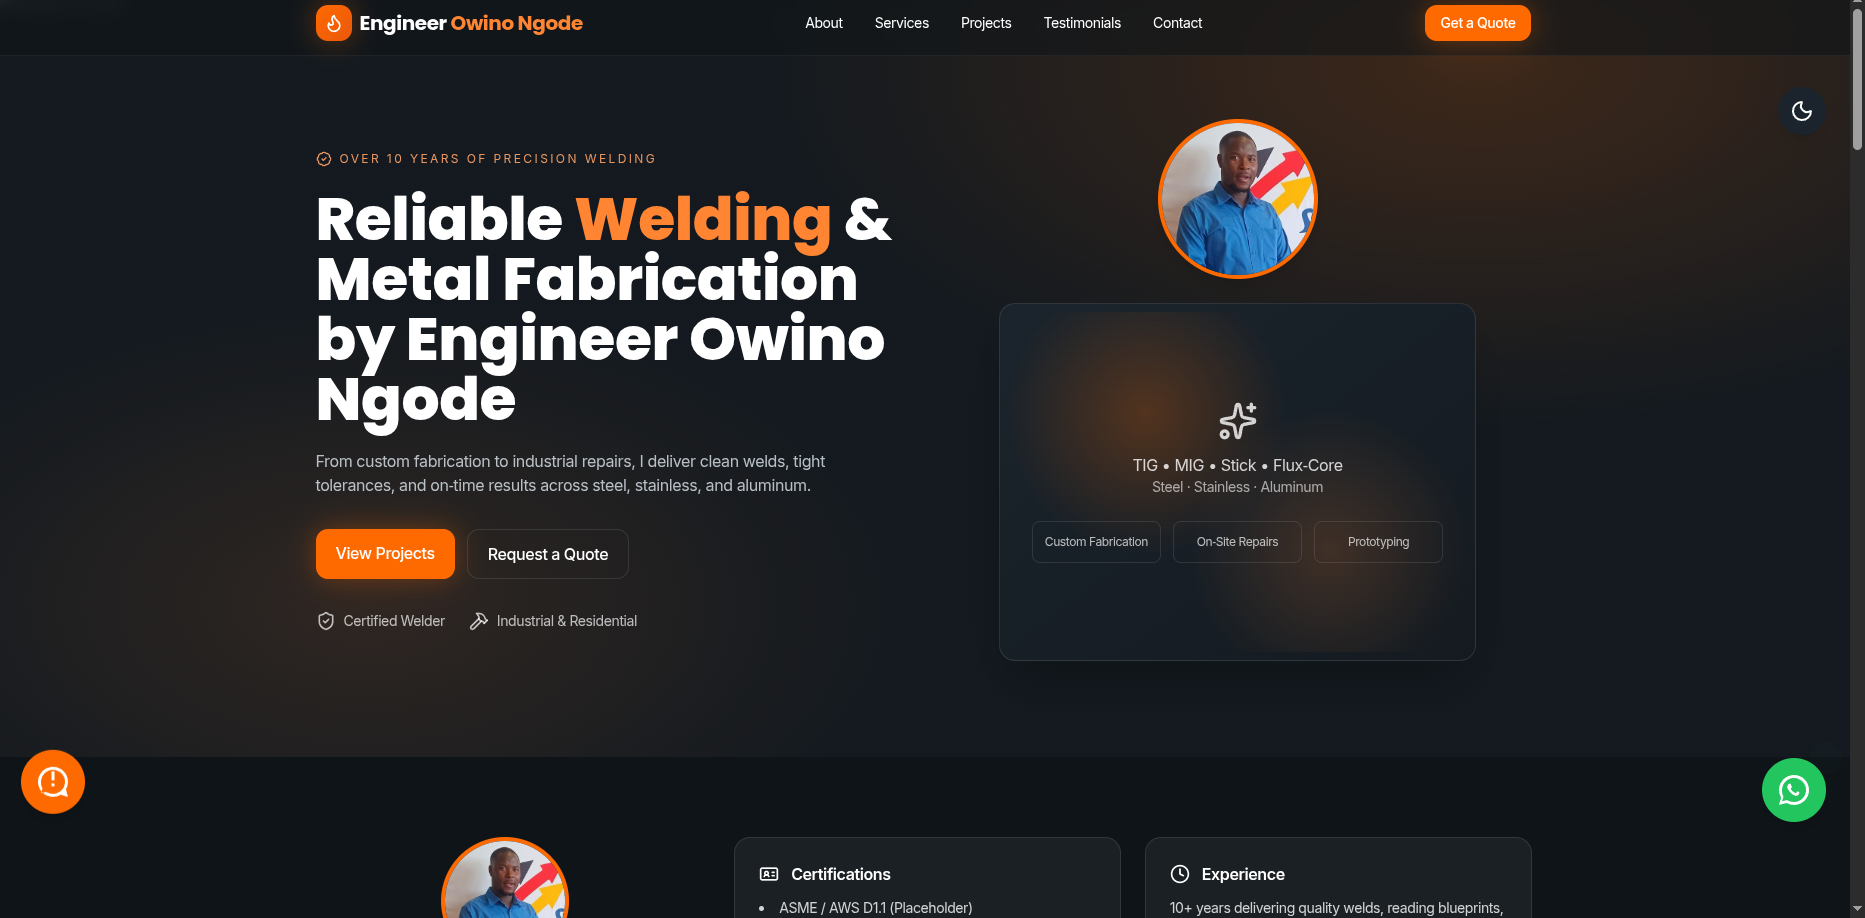 Engineer Owino Ngode
About Services Projects Testimonials Contact
Get a Quote
OVER 10 YEARS OF PRECISION WELDING
Reliable Welding &
Metal Fabrication
by Engineer Owino
Ngode
From custom fabrication to industrial repairs, I deliver clean welds, tight
tolerances, and on-time results across steel, stainless, and aluminum.
View Projects
Request a Quote
Certified Welder
Industrial & Residential
TIG • MIG • Stick • Flux-Core
Steel · Stainless · Aluminum
Custom Fabrication
On-Site Repairs
Prototyping
Certifications
• ASME / AWS D1.1 (Placeholder)
Experience
10+ years delivering quality welds, reading blueprints,